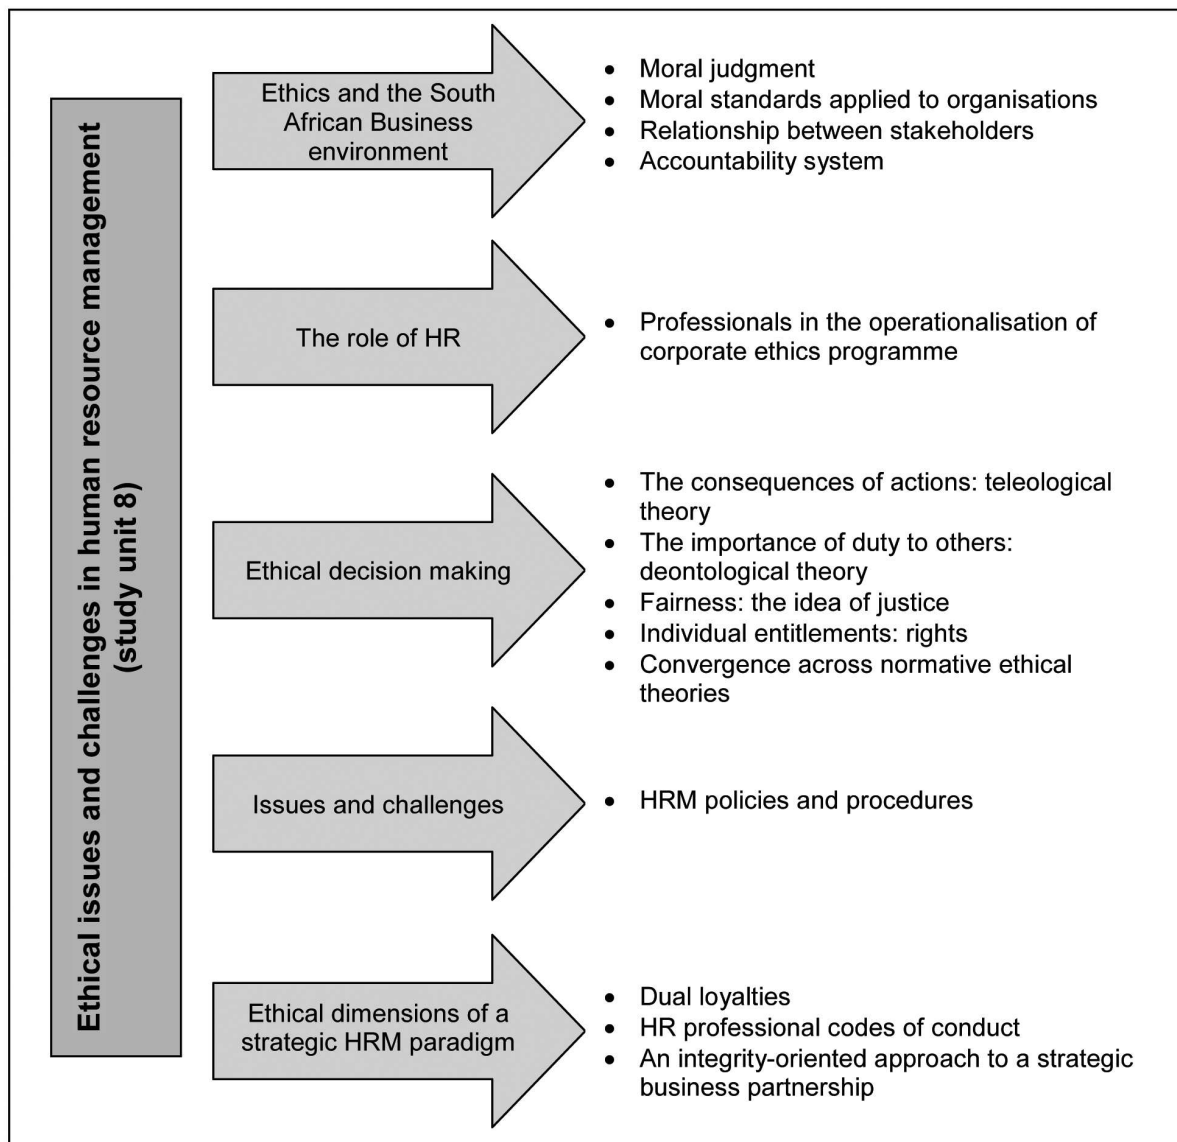 Ethical issues and challenges in human resource management
(study unit 8)
Ethics and the South
African Business
environment
• Moral judgment
• Moral standards applied to organisations
• Relationship between stakeholders
• Accountability system
The role of HR
• Professionals in the operationalisation of
corporate ethics programme
Ethical decision making
• The consequences of actions: teleological
theory
• The importance of duty to others:
deontological theory
• Fairness: the idea of justice
• Individual entitlements: rights
• Convergence across normative ethical
theories
Issues and challenges
• HRM policies and procedures
Ethical dimensions of a
strategic HRM paradigm
• Dual loyalties
• HR professional codes of conduct
• An integrity-oriented approach to a strategic
business partnership